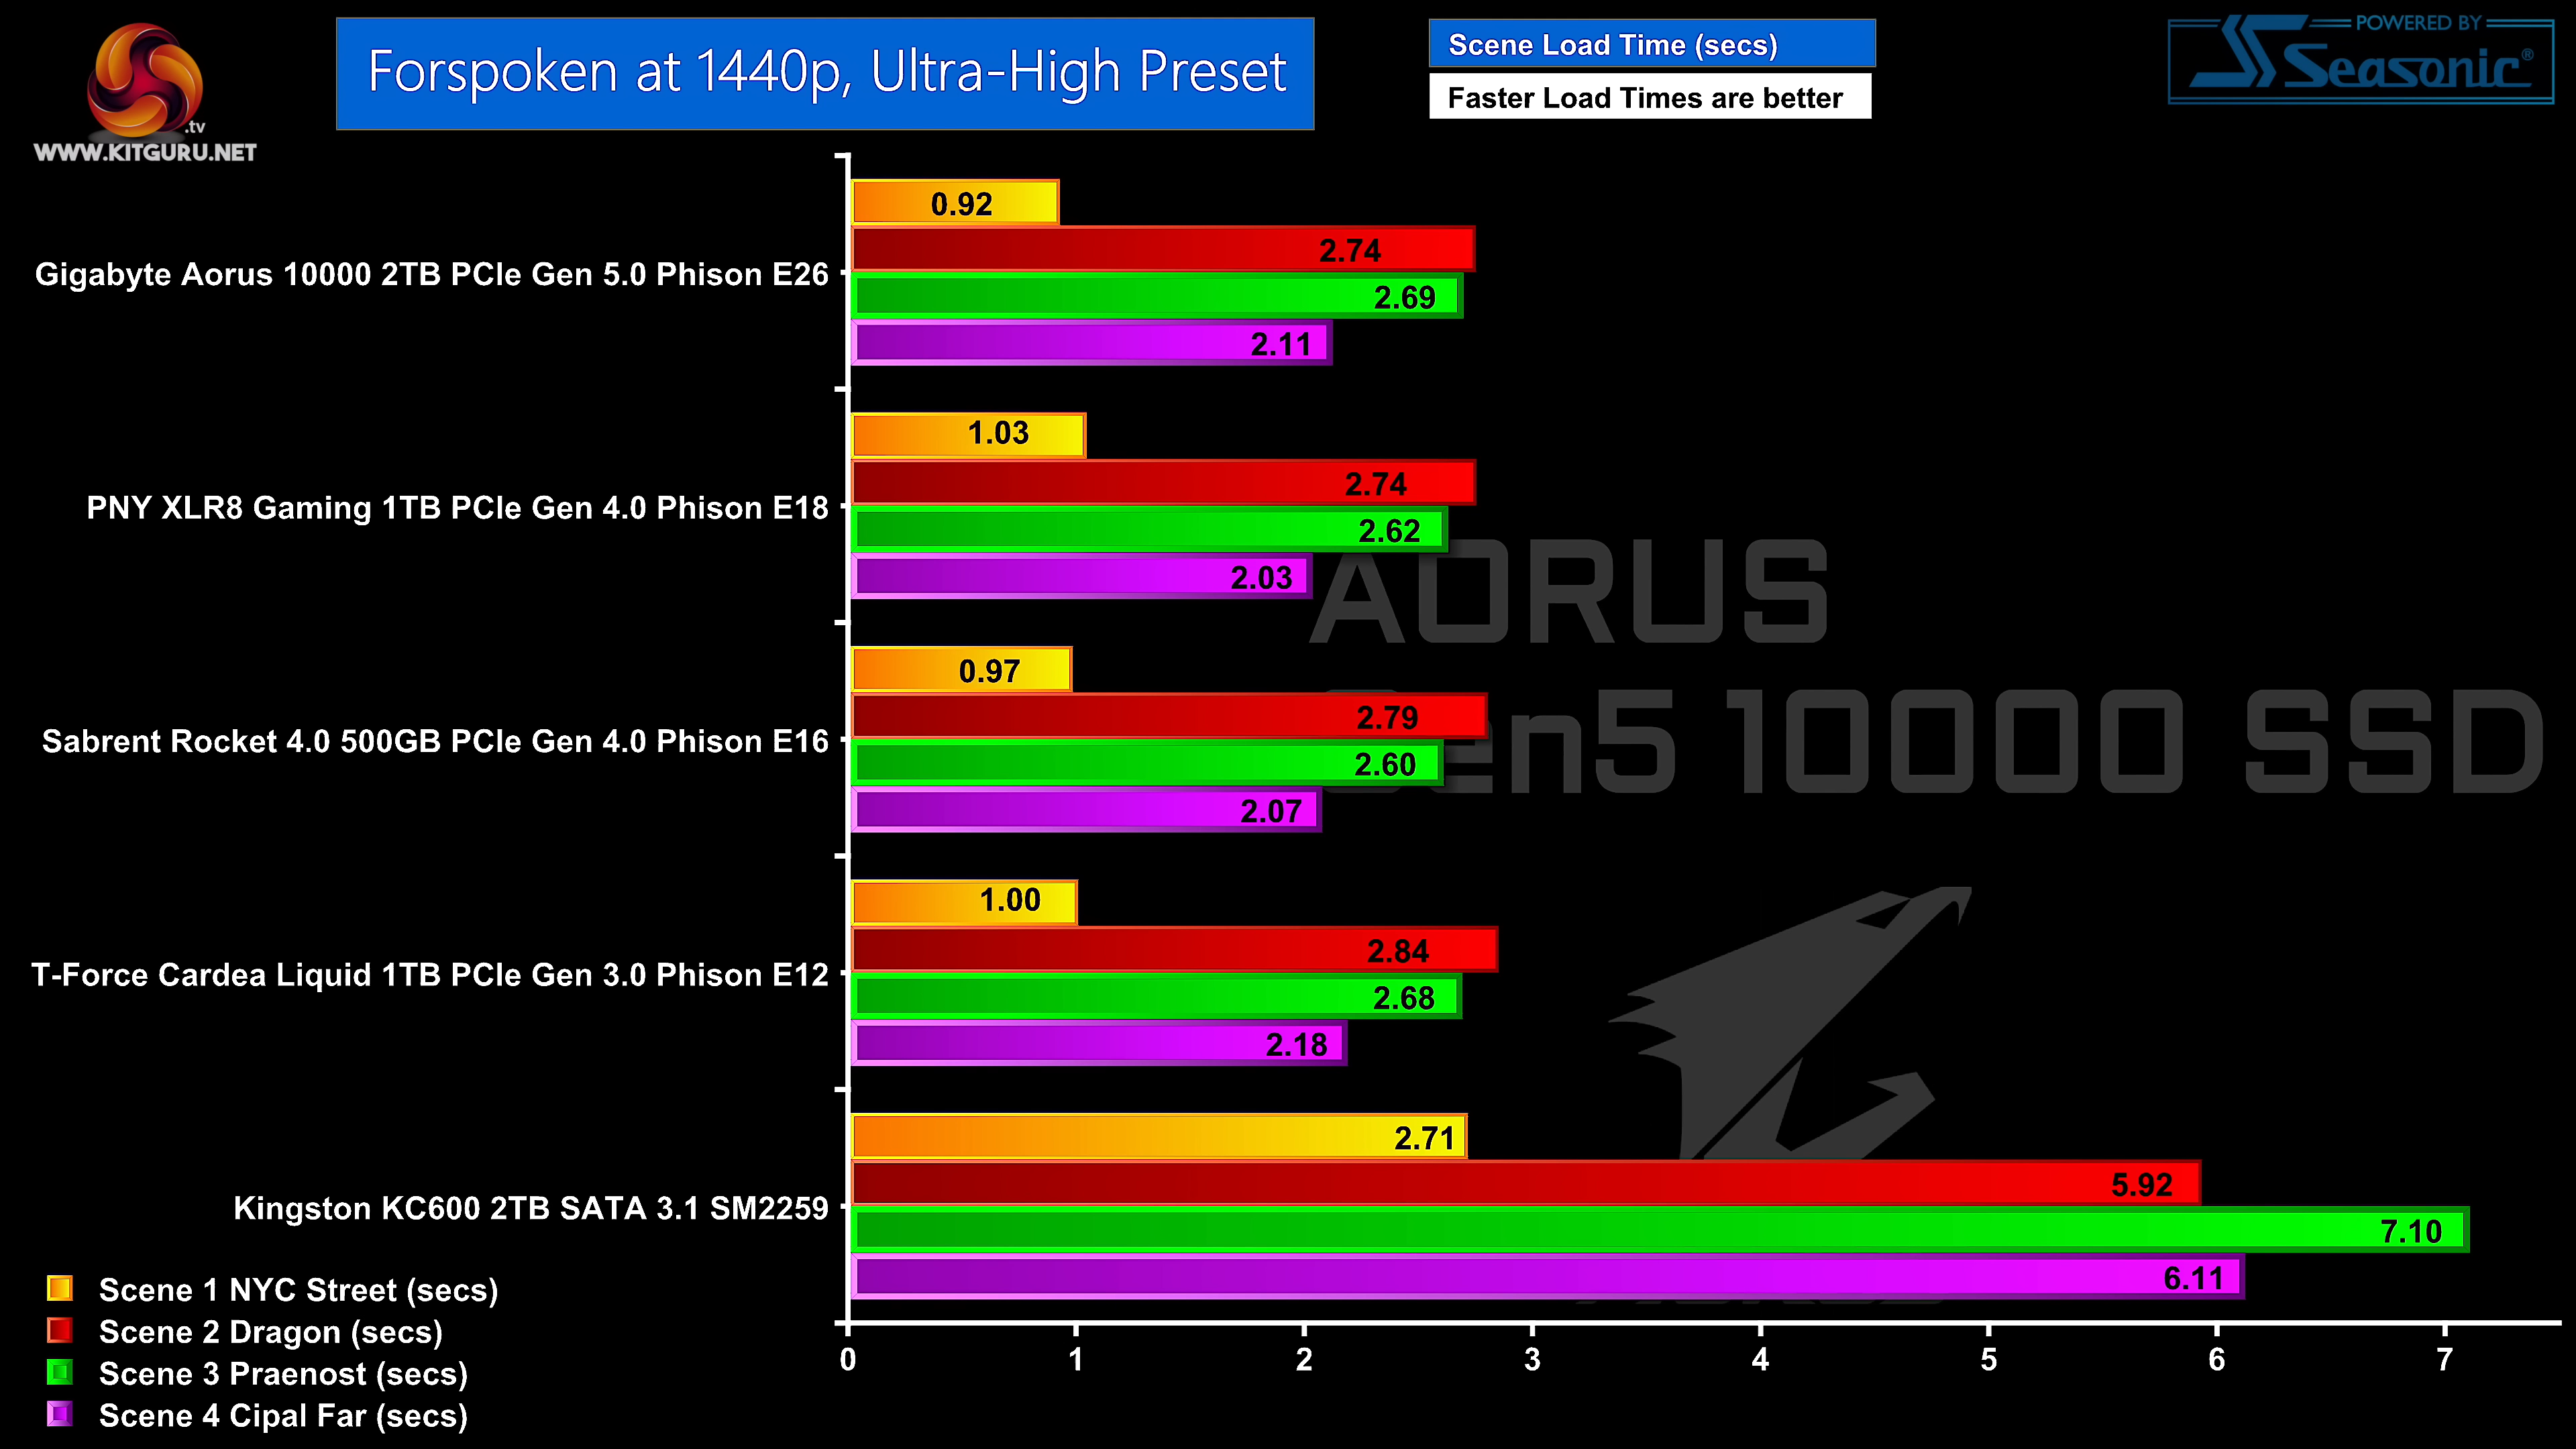 .tv
WWW.KITGURU.NET
Forspoken at 1440p, Ultra-High Preset
Scene Load Time (secs)
Faster Load Times are better
POWERED BY
Seasonic®
Gigabyte Aorus 10000 2TB PCIe Gen 5.0 Phison E26
0.92
2.74
2.69
2.11
PNY XLR8 Gaming 1TB PCIe Gen 4.0 Phison E18
1.03
2.74
2.62
2.03
AORUS
Sabrent Rocket 4.0 500GB PCIe Gen 4.0 Phison E16
0.97
2.79
2.60
2.07
Gen5 10000 SSD
T-Force Cardea Liquid 1TB PCIe Gen 3.0 Phison E12
1.00
2.84
2.68
2.18
Kingston KC600 2TB SATA 3.1 SM2259
2.71
5.92
7.10
6.11
0 1 2 3 4 5 6 7
Scene 1 NYC Street (secs)
Scene 2 Dragon (secs)
Scene 3 Praenost (secs)
Scene 4 Cipal Far (secs)